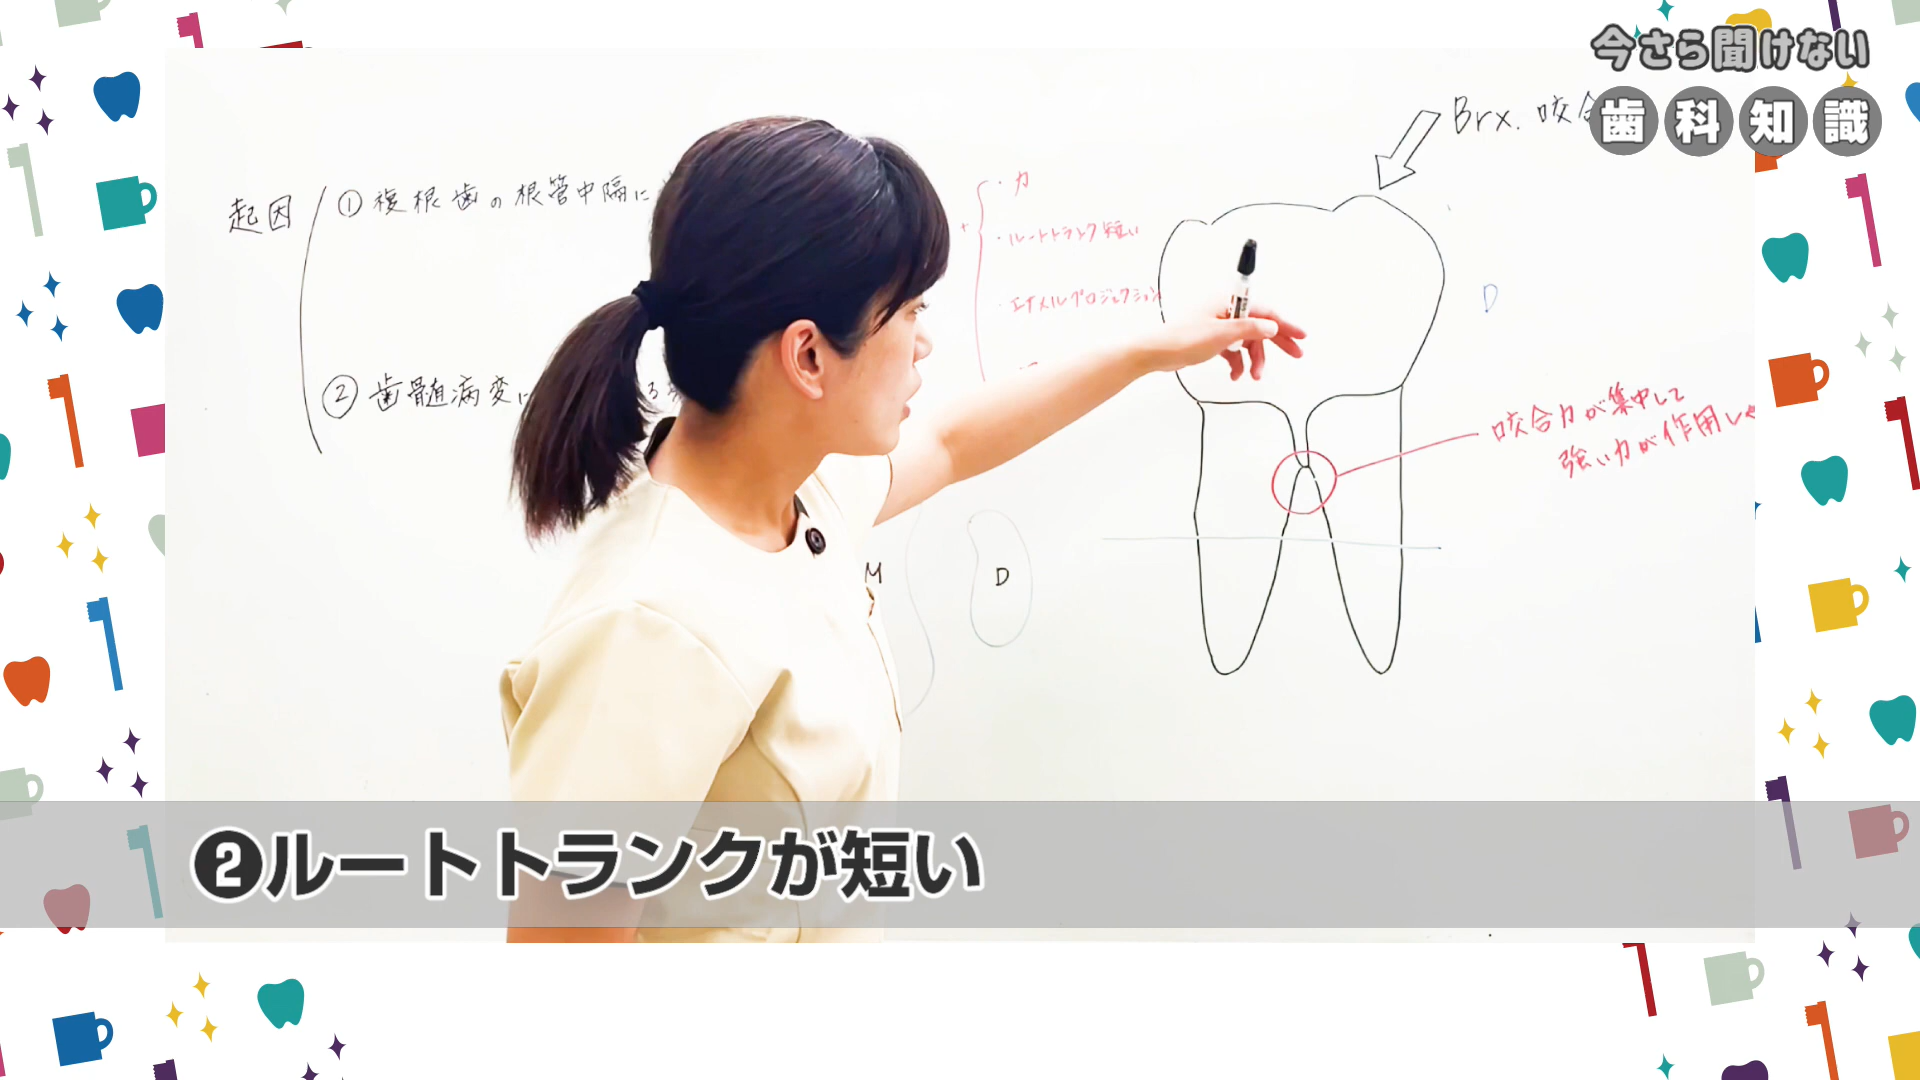 今さら聞けない
歯科知識
Brx. 咬合
起因
① 複根歯の根管中隔に
② 歯髄病変に
る
+
・力
・ルートトランク短い
・エナメルプロジェクション
D
咬合力が集中して
強い力が作用しや
M
D
❷ルートトランクが短い